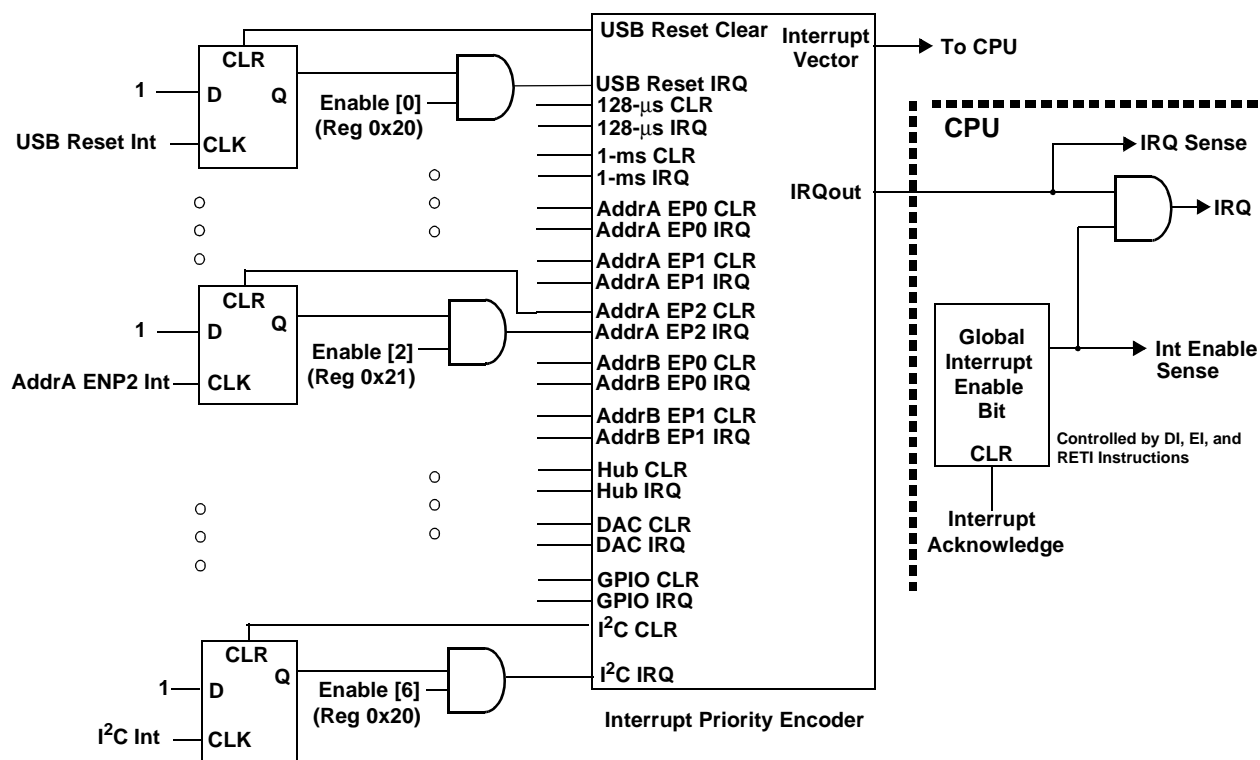 CLR
D
Q
CLK
1
USB Reset Int
Enable [0]
(Reg 0x20)
CLR
D
Q
CLK
1
AddrA ENP2 Int
Enable [2]
(Reg 0x21)
CLR
D
Q
CLK
1
I²C Int
Enable [6]
(Reg 0x20)
USB Reset Clear
USB Reset IRQ
128-μs CLR
128-μs IRQ
1-ms CLR
1-ms IRQ
AddrA EP0 CLR
AddrA EP0 IRQ
AddrA EP1 CLR
AddrA EP1 IRQ
AddrA EP2 CLR
AddrA EP2 IRQ
AddrB EP0 CLR
AddrB EP0 IRQ
AddrB EP1 CLR
AddrB EP1 IRQ
Hub CLR
Hub IRQ
DAC CLR
DAC IRQ
GPIO CLR
GPIO IRQ
I²C CLR
I²C IRQ
Interrupt
Vector
IRQout
Interrupt Priority Encoder
To CPU
CPU
IRQ Sense
IRQ
Global
Interrupt
Enable
Bit
CLR
Int Enable
Sense
Controlled by DI, EI, and
RETI Instructions
Interrupt
Acknowledge